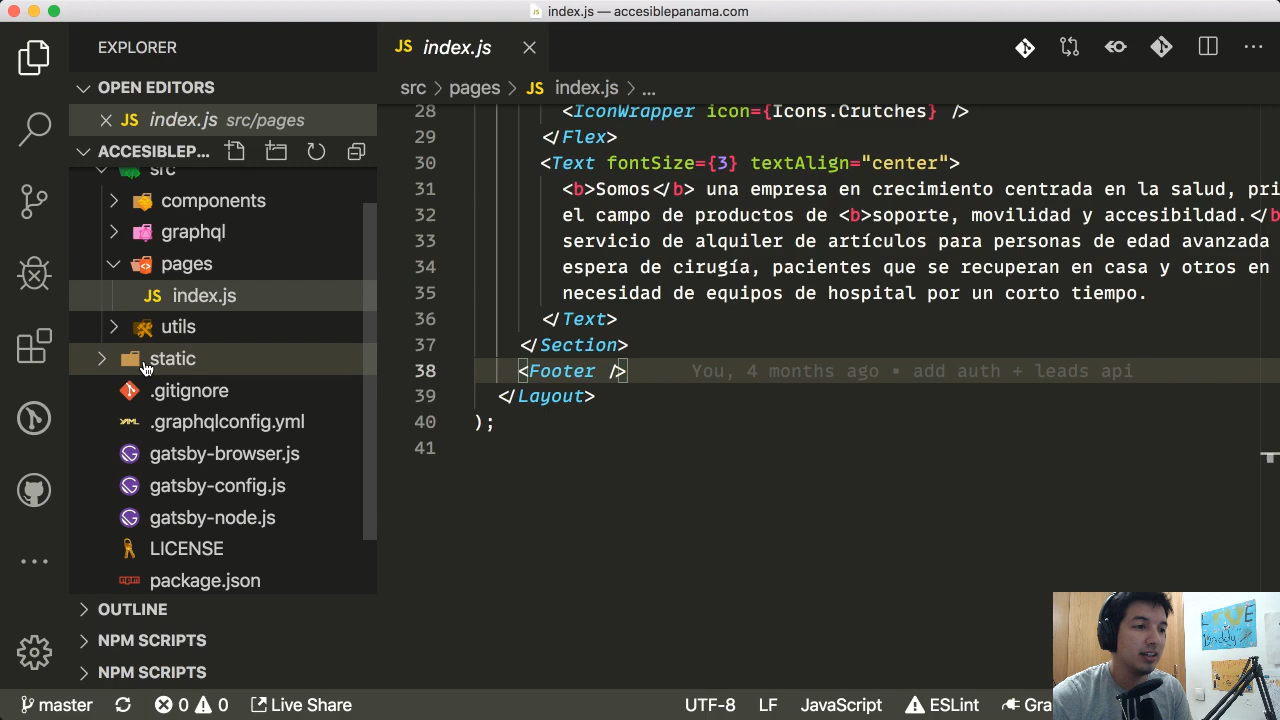 index.js — accesiblepanama.com
EXPLORER
JS index.js
OPEN EDITORS
src > pages > JS index.js > ...
JS index.js src/pages
ACCESIBLEP...
src
components
graphql
pages
JS index.js
utils
static
.gitignore
YAML .graphqlconfig.yml
gatsby-browser.js
gatsby-config.js
gatsby-node.js
LICENSE
package.json
OUTLINE
NPM SCRIPTS
NPM SCRIPTS
28 <IconWrapper icon={Icons.Crutches} />
29 </Flex>
30 <Text fontSize={3} textAlign="center">
31 <b>Somos</b> una empresa en crecimiento centrada en la salud, pri
32 el campo de productos de <b>soporte, movilidad y accesibildad.</b
33 servicio de alquiler de artículos para personas de edad avanzada
34 espera de cirugía, pacientes que se recuperan en casa y otros en
35 necesidad de equipos de hospital por un corto tiempo.
36 </Text>
37 </Section>
38 <Footer /> You, 4 months ago • add auth + leads api
39 </Layout>
40 );
41
master 0 0 Live Share UTF-8 LF JavaScript ESLint Gra